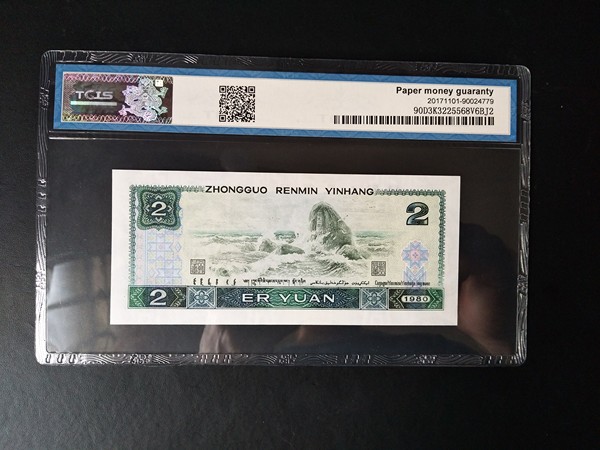 TCIS
Paper money guaranty
20171101-90024779
90D3K3225568V6BJ2
ZHONGGUO RENMIN YINHANG
2
2
2
ER YUAN
1980